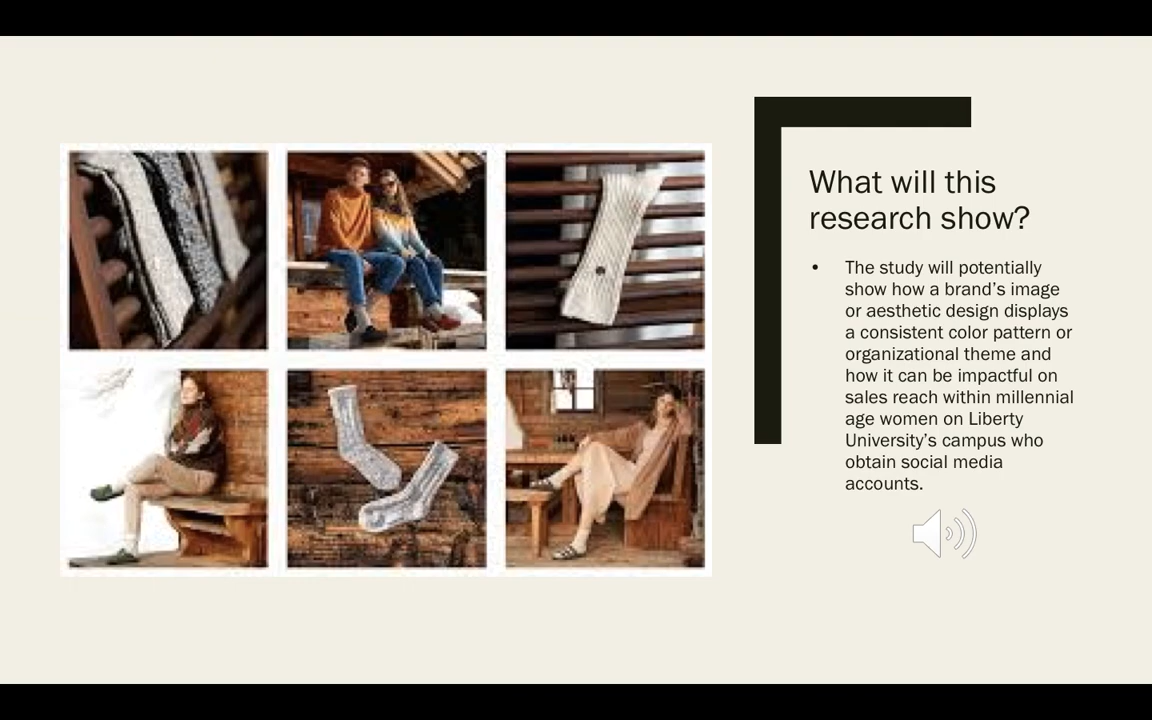 What will this
research show?
• The study will potentially
show how a brand's image
or aesthetic design displays
a consistent color pattern or
organizational theme and
how it can be impactful on
sales reach within millennial
age women on Liberty
University's campus who
obtain social media
accounts.